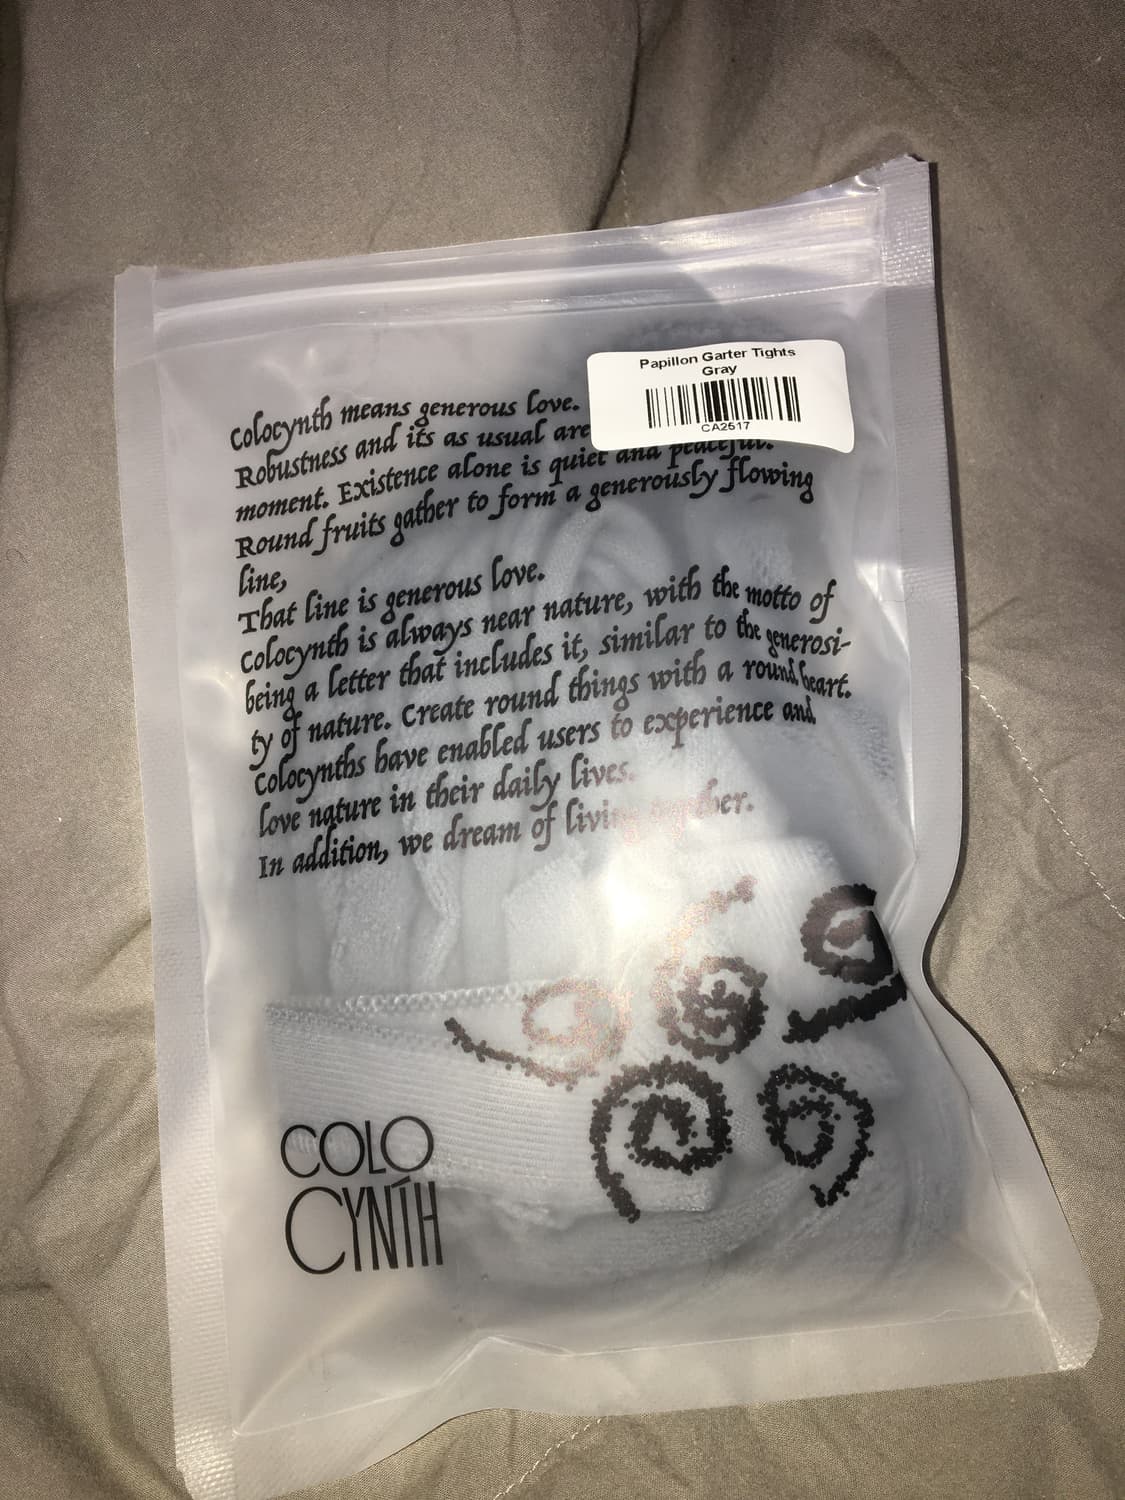 Papillon Garter Tights
Gray
CA2517
Colocynth means generous love.
Robustness and its as usual are
moment. Existence alone is quiet and peaceful.
Round fruits gather to form a generously flowing
line,
That line is generous love.
Colocynth is always near nature, with the motto of
being a letter that includes it, similar to the generosi-
ty of nature. Create round things with a round heart.
Colocynths have enabled users to experience and
love nature in their daily lives.
In addition, we dream of living together.
COLO
CYNTH